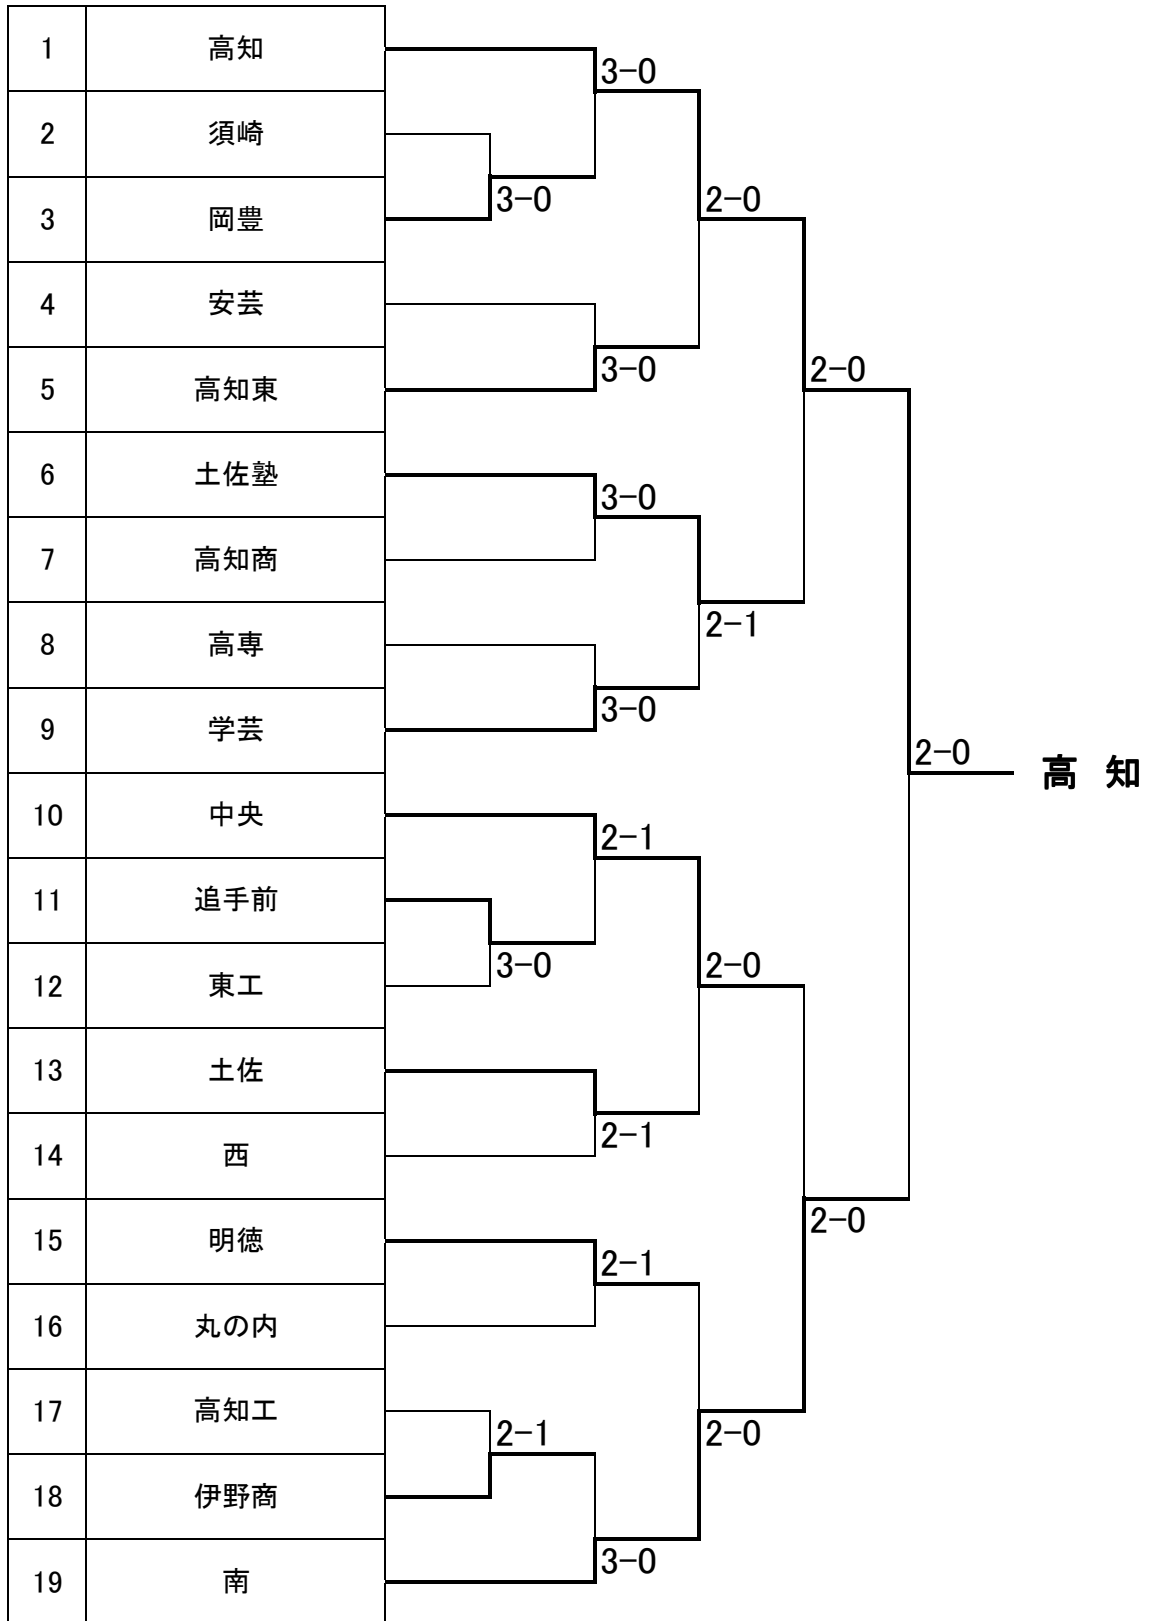 1 高知
3-0
2 須崎
3-0
2-0
3 岡豊
4 安芸
3-0
2-0
5 高知東
6 土佐塾
3-0
7 高知商
2-1
8 高専
3-0
9 学芸
2-0
高 知
10 中央
2-1
11 追手前
3-0
2-0
12 東工
13 土佐
2-1
14 西
2-0
15 明徳
2-1
16 丸の内
17 高知工
2-1
2-0
18 伊野商
3-0
19 南